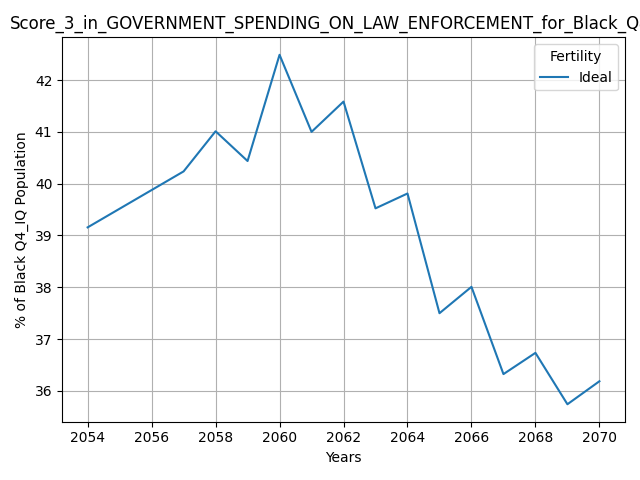 Score_3_in_GOVERNMENT_SPENDING_ON_LAW_ENFORCEMENT_for_Black_Q
Fertility
Ideal
% of Black Q4_IQ Population
42
41
40
39
38
37
36
2054 2056 2058 2060 2062 2064 2066 2068 2070
Years